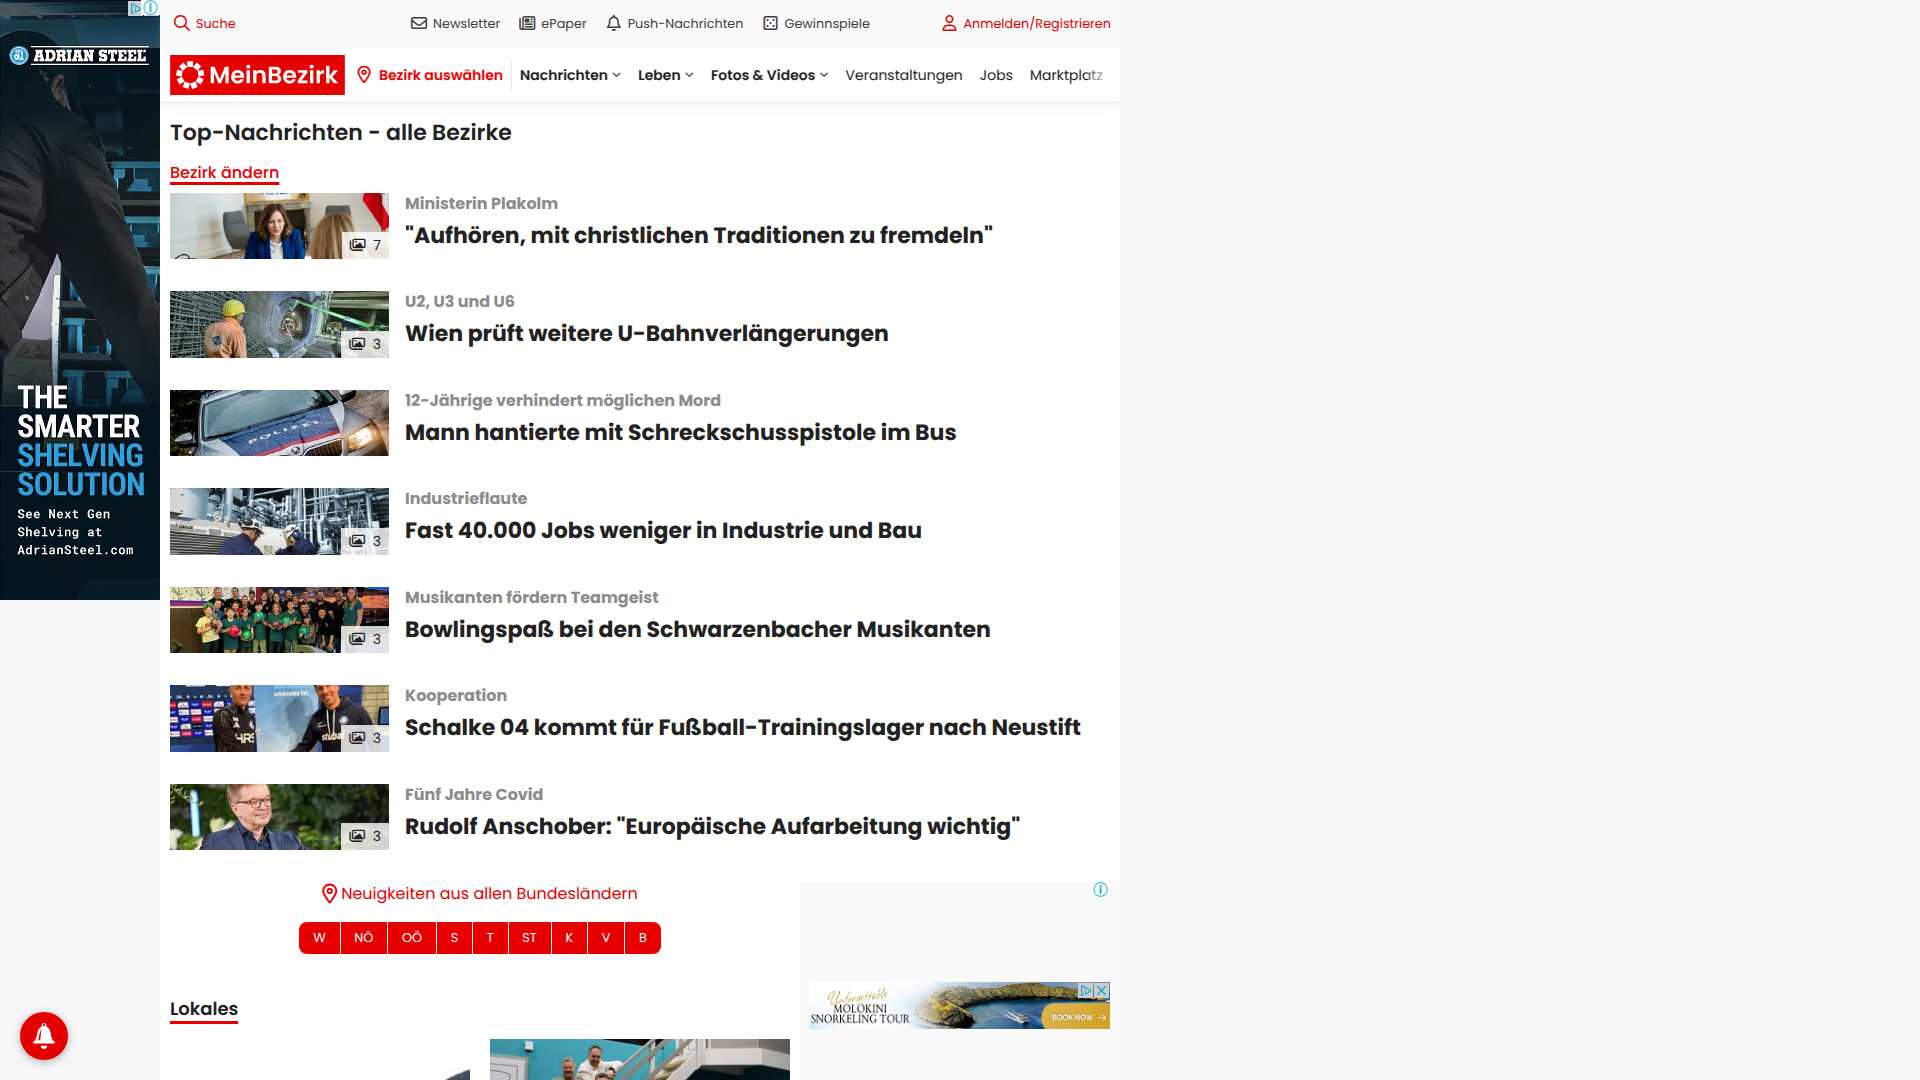 Suche
Newsletter
ePaper
Push-Nachrichten
Gewinnspiele
Anmelden/Registrieren
ADRIAN STEEL
MeinBezirk
Bezirk auswählen
Nachrichten
Leben
Fotos & Videos
Veranstaltungen
Jobs
Marktplatz
Top-Nachrichten - alle Bezirke
Bezirk ändern
Ministerin Plakolm
"Aufhören, mit christlichen Traditionen zu fremdeln"
7
U2, U3 und U6
Wien prüft weitere U-Bahnverlängerungen
3
12-Jährige verhindert möglichen Mord
Mann hantierte mit Schreckschusspistole im Bus
POLIZEI
THE
SMARTER
SHELVING
SOLUTION
See Next Gen
Shelving at
AdrianSteel.com
Industrieflaute
Fast 40.000 Jobs weniger in Industrie und Bau
3
Musikanten fördern Teamgeist
Bowlingspaß bei den Schwarzenbacher Musikanten
3
Kooperation
Schalke 04 kommt für Fußball-Trainingslager nach Neustift
3
Fünf Jahre Covid
Rudolf Anschober: "Europäische Aufarbeitung wichtig"
3
Neuigkeiten aus allen Bundesländern
W
NÖ
OÖ
S
T
ST
K
V
B
Lokales
Unforgettable
MOLOKINI
SNORKELING TOUR
BOOK NOW